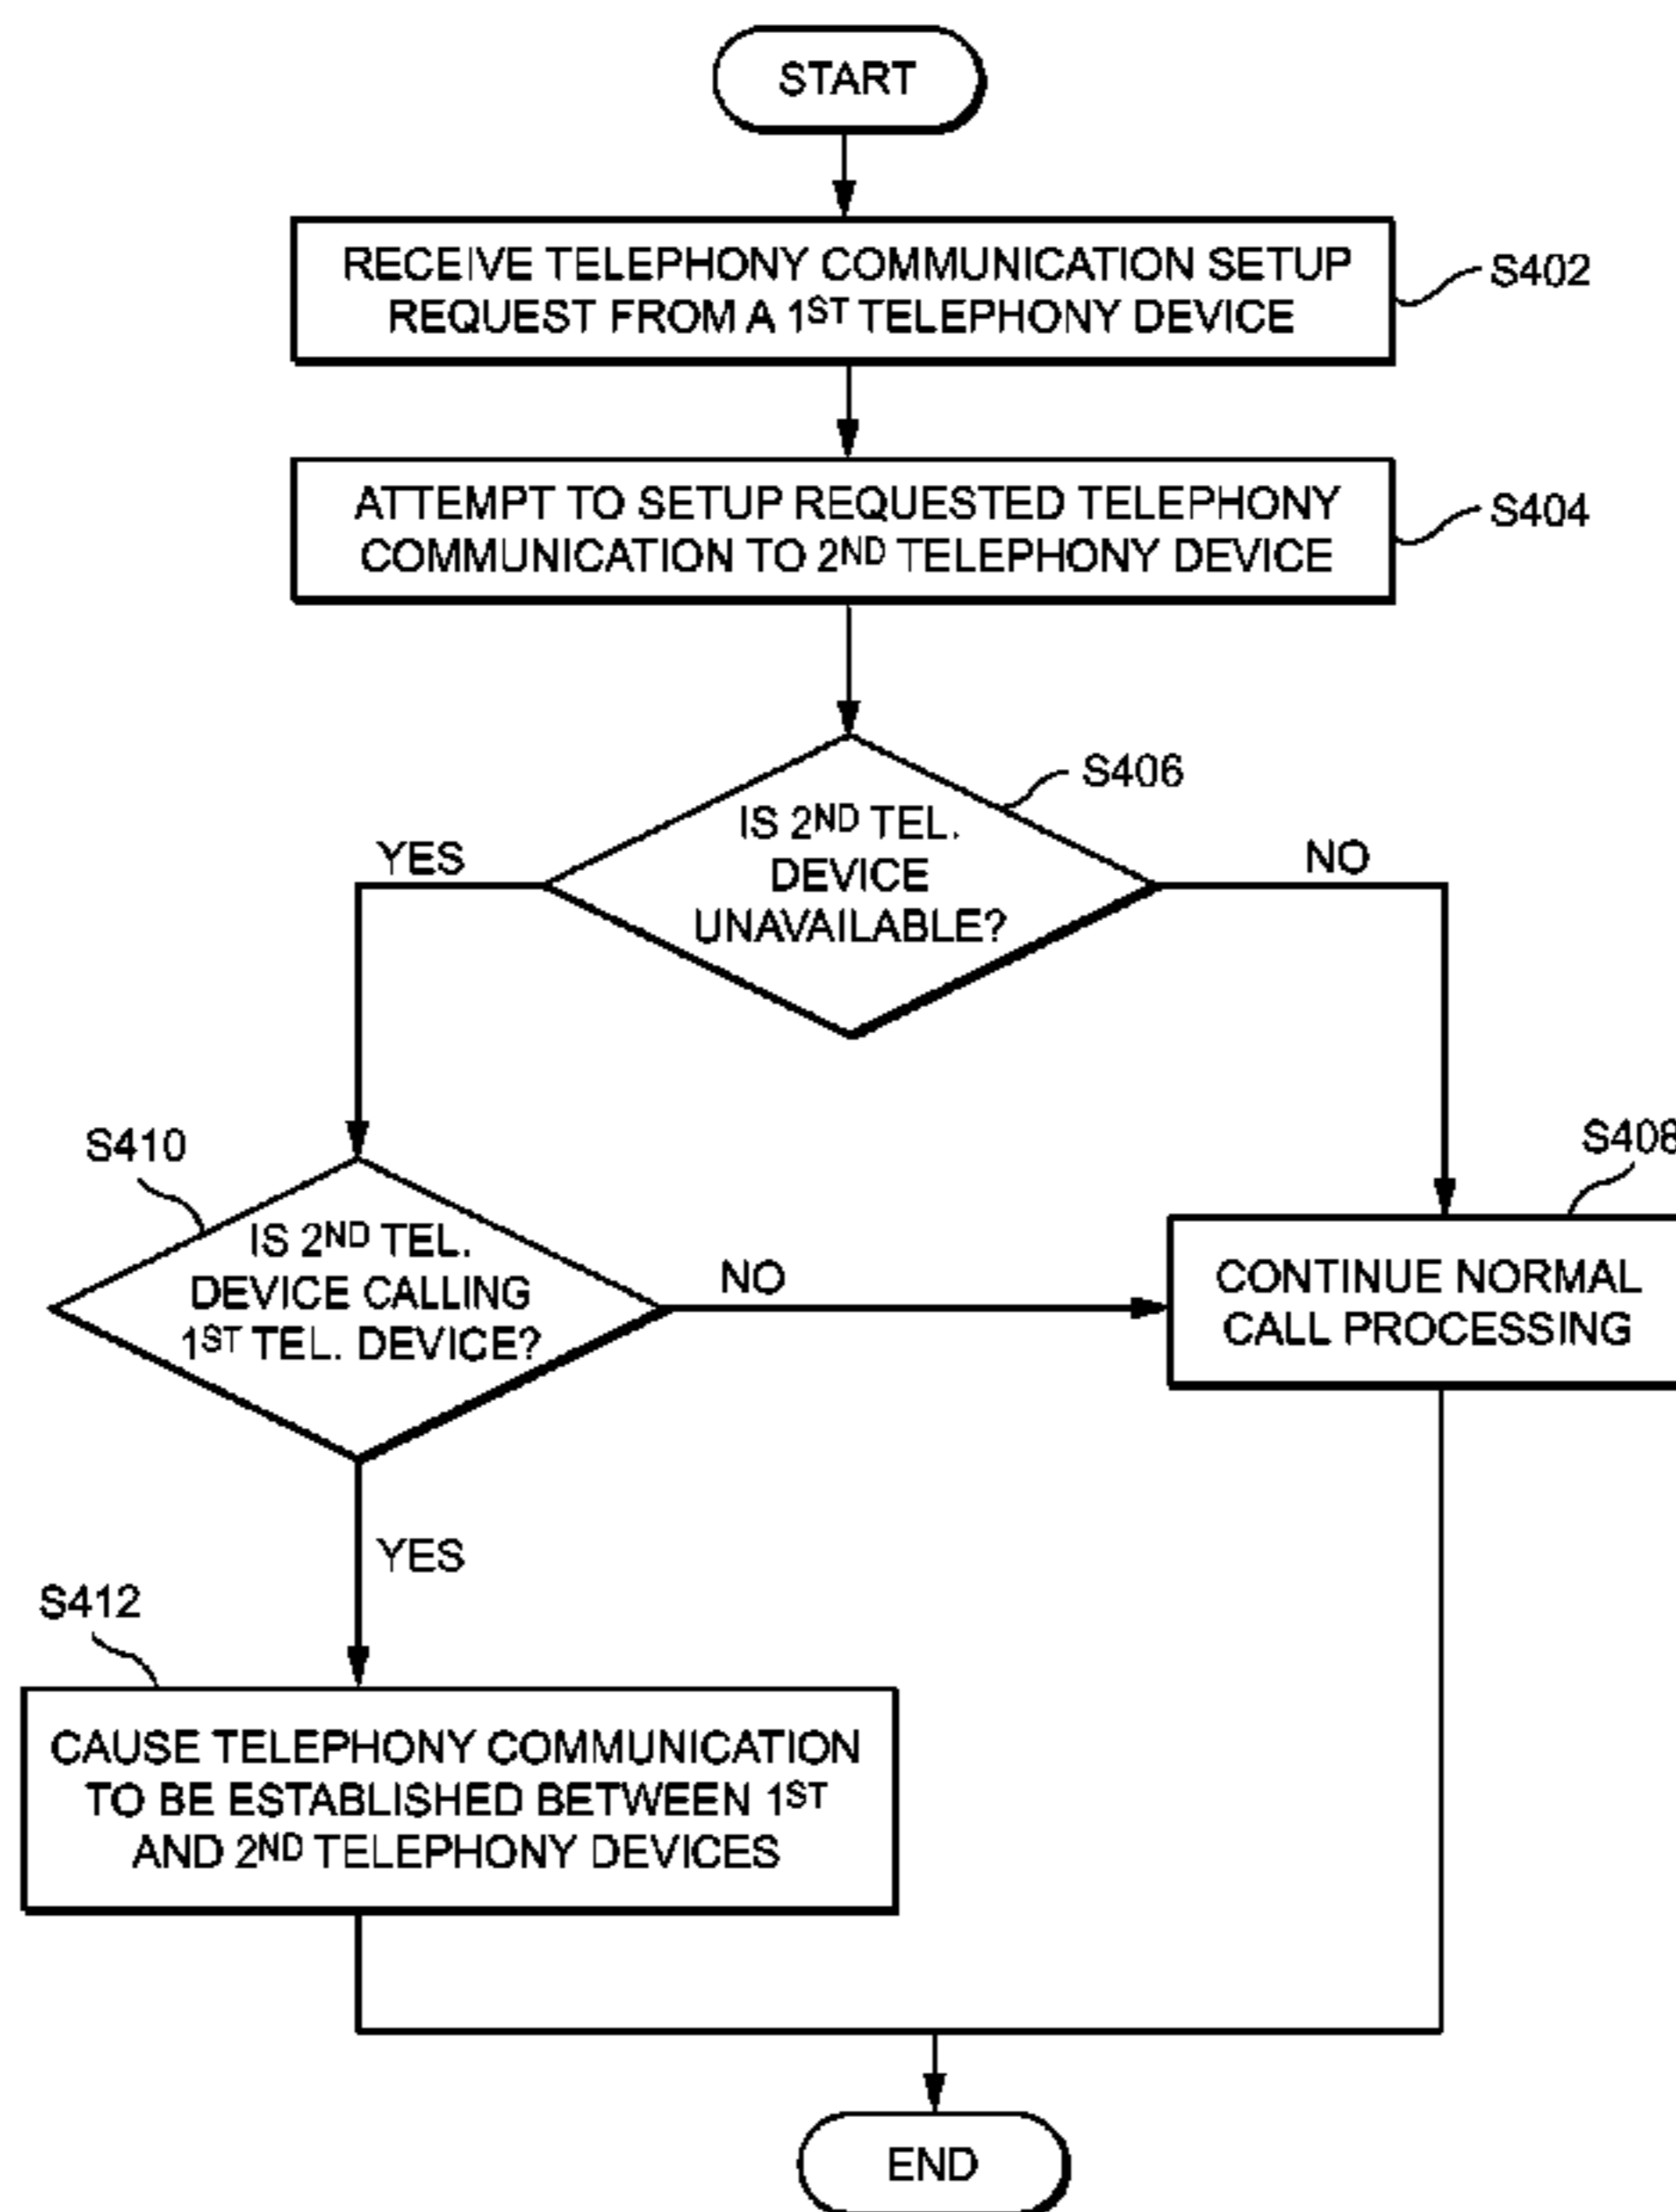 START
RECEIVE TELEPHONY COMMUNICATION SETUP
REQUEST FROM A 1ST TELEPHONY DEVICE
S402
ATTEMPT TO SETUP REQUESTED TELEPHONY
COMMUNICATION TO 2ND TELEPHONY DEVICE
S404
S406
IS 2ND TEL.
DEVICE
UNAVAILABLE?
YES
NO
S410
IS 2ND TEL.
DEVICE CALLING
1ST TEL. DEVICE?
NO
S408
CONTINUE NORMAL
CALL PROCESSING
YES
S412
CAUSE TELEPHONY COMMUNICATION
TO BE ESTABLISHED BETWEEN 1ST
AND 2ND TELEPHONY DEVICES
END